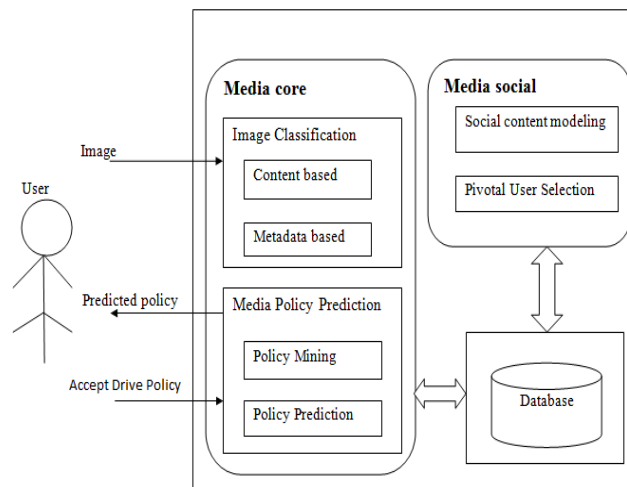 Media core
Media social
Image Classification
Social content modeling
Image
Content based
User
Pivotal User Selection
Metadata based
Predicted policy
Media Policy Prediction
Policy Mining
Accept Drive Policy
Policy Prediction
Database